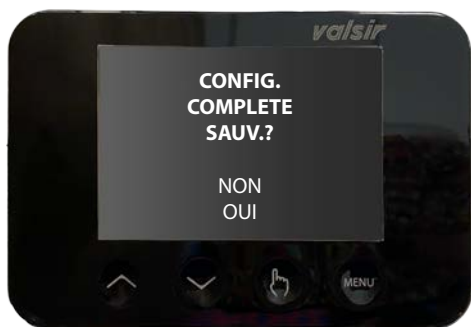 valsir
CONFIG.
COMPLETE
SAUV.?
NON
OUI
MENU